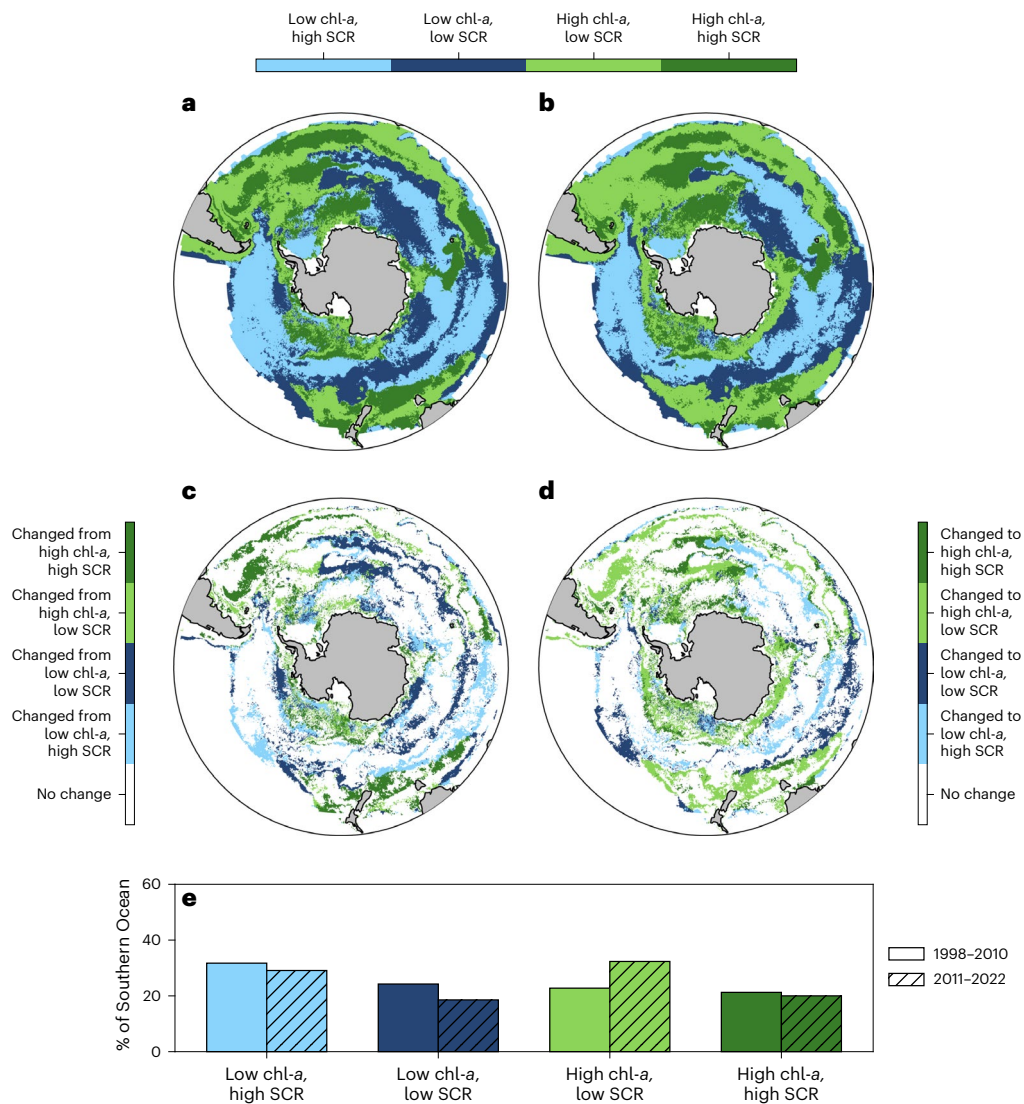 Low chl-a,
high SCR
Low chl-a,
low SCR
High chl-a,
low SCR
High chl-a,
high SCR
a
b
c
d
Changed from
high chl-a,
high SCR
Changed from
high chl-a,
low SCR
Changed from
low chl-a,
low SCR
Changed from
low chl-a,
high SCR
No change
Changed to
high chl-a,
high SCR
Changed to
high chl-a,
low SCR
Changed to
low chl-a,
low SCR
Changed to
low chl-a,
high SCR
No change
e
% of Southern Ocean
60
40
20
0
1998–2010
2011–2022
Low chl-a,
high SCR
Low chl-a,
low SCR
High chl-a,
low SCR
High chl-a,
high SCR